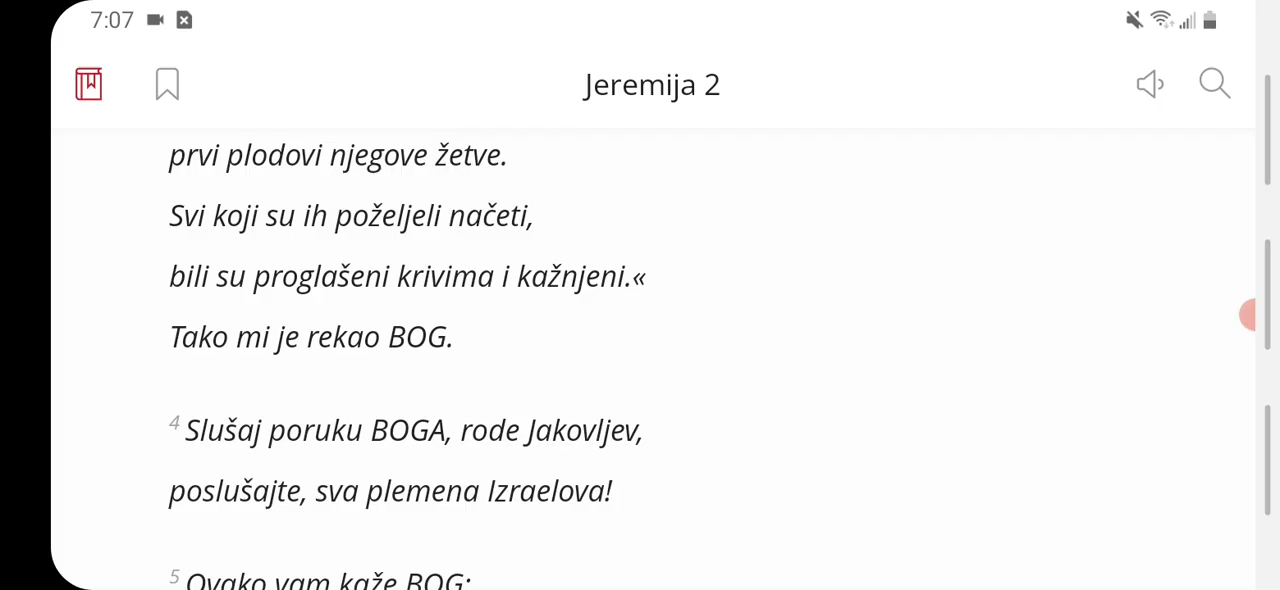 7:07
Jeremija 2
prvi plodovi njegove žetve.
Svi koji su ih poželjeli načeti,
bili su proglašeni krivima i kažnjeni.«
Tako mi je rekao BOG.
4 Slušaj poruku BOGA, rode Jakovljev,
poslušajte, sva plemena Izraelova!
5 Ovako vam kaže BOG: